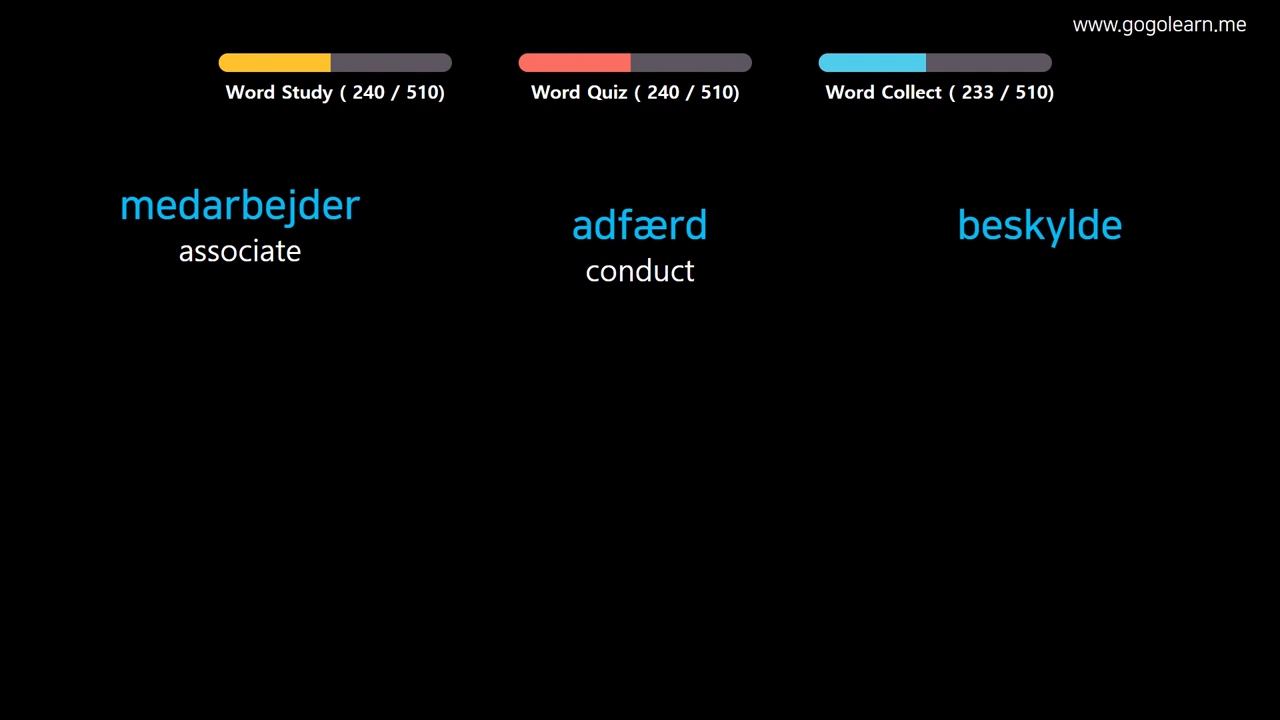 www.gogolearn.me
Word Study ( 240 / 510)
Word Quiz ( 240 / 510)
Word Collect ( 233 / 510)
medarbejder
associate
adfærd
conduct
beskylde